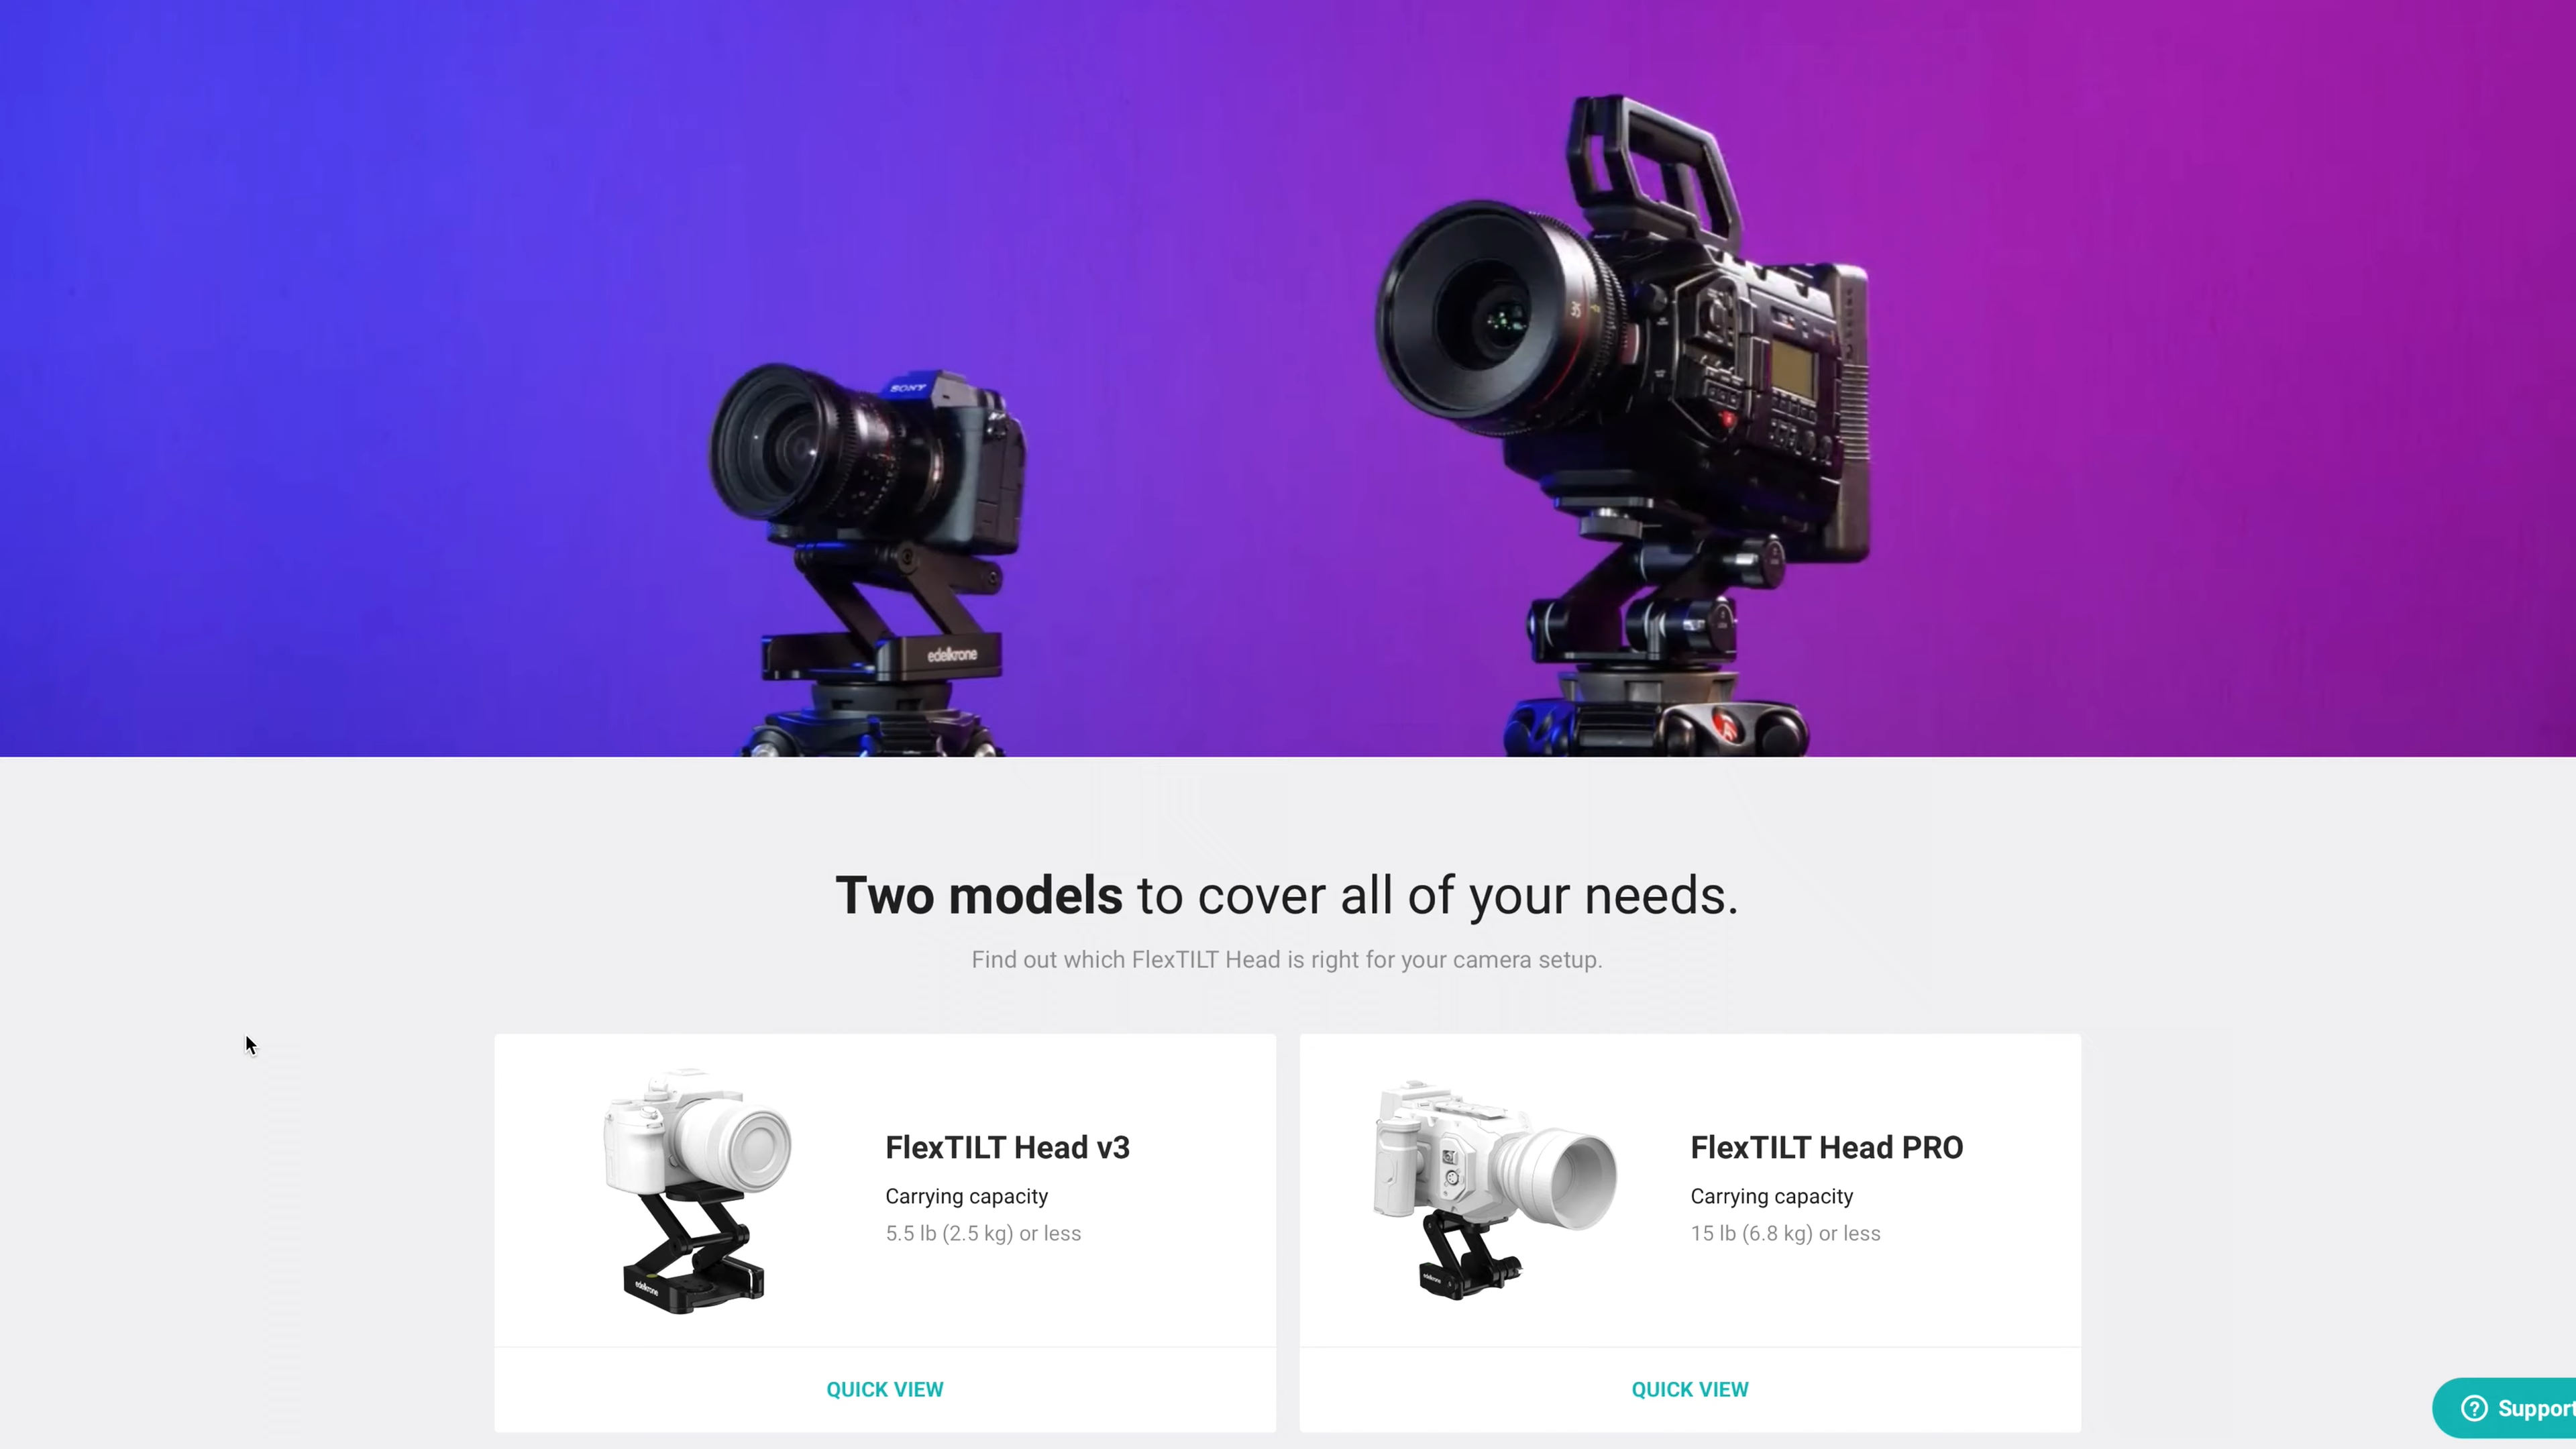 SONY
edelkrone
Two models to cover all of your needs.
Find out which FlexTILT Head is right for your camera setup.
FlexTILT Head v3
Carrying capacity
5.5 lb (2.5 kg) or less
edelkrone
FlexTILT Head PRO
Carrying capacity
15 lb (6.8 kg) or less
edelkrone
QUICK VIEW
QUICK VIEW
Support